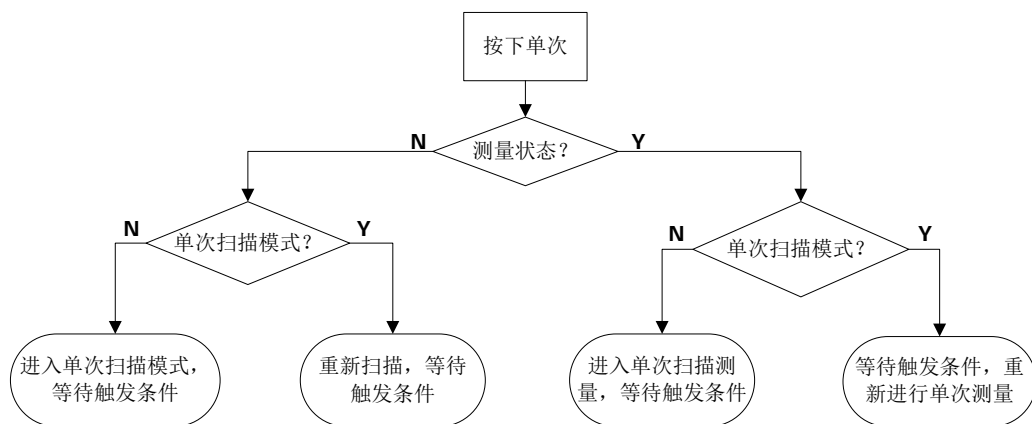 按下单次
N
测量状态？
Y
N
单次扫描模式？
Y
N
单次扫描模式？
Y
进入单次扫描模式，
等待触发条件
重新扫描，等待
触发条件
进入单次扫描测
量，等待触发条件
等待触发条件，重
新进行单次测量